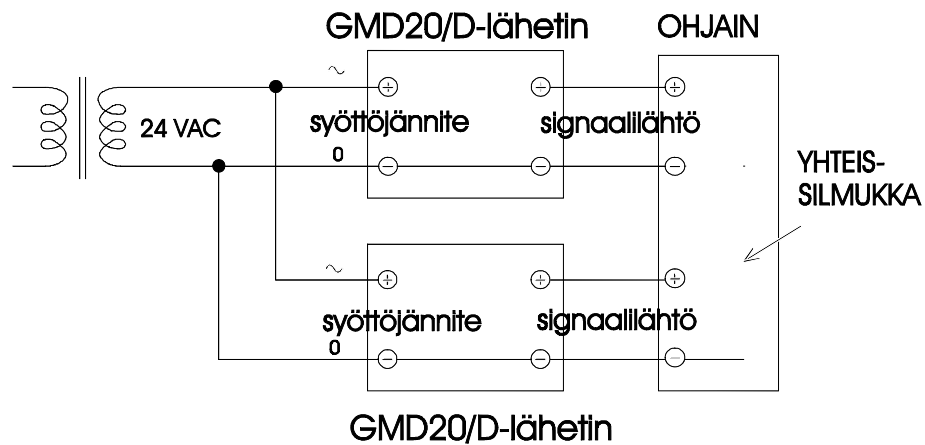 GMD20/D-lähetin
OHJAIN
~
24 VAC
syöttöjännite
signaalilähtö
0
YHTEIS-
SILMUKKA
~
syöttöjännite
signaalilähtö
0
GMD20/D-lähetin